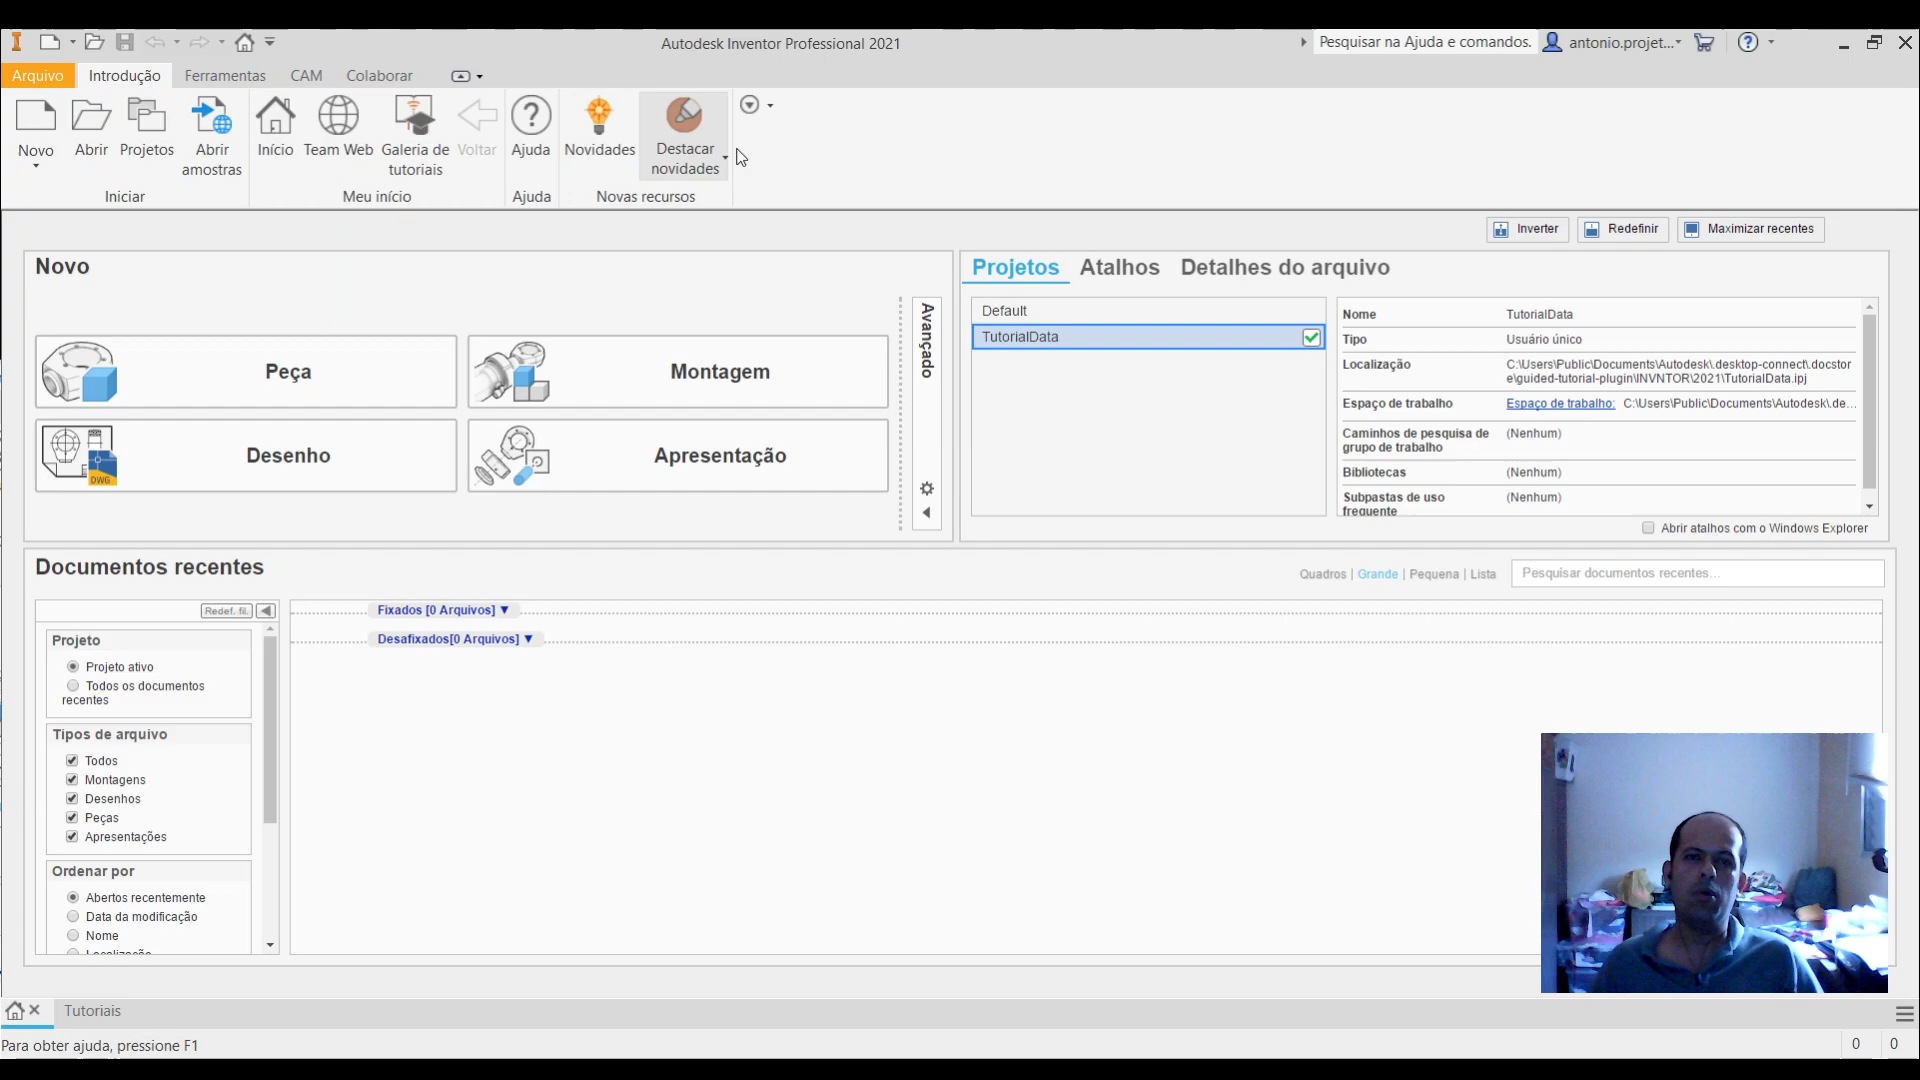 Autodesk Inventor Professional 2021
Pesquisar na Ajuda e comandos.
antonio.projet...
Arquivo
Introdução
Ferramentas
CAM
Colaborar
Novo
Abrir
Projetos
Abrir
amostras
Início
Team Web
Galeria de
tutoriais
Voltar
Ajuda
Novidades
Destacar
novidades
Iniciar
Meu início
Ajuda
Novas recursos
Inverter
Redefinir
Maximizar recentes
Novo
Peça
Montagem
Desenho
DWG
Apresentação
Avançado
Projetos
Atalhos
Detalhes do arquivo
Default
TutorialData
Nome TutorialData
Tipo Usuário único
Localização C:\Users\Public\Documents\Autodesk\.desktop-connect\.docstor
e\guided-tutorial-plugin\INVNTOR\2021\TutorialData.ipj
Espaço de trabalho Espaço de trabalho: C:\Users\Public\Documents\Autodesk\.de...
Caminhos de pesquisa de (Nenhum)
grupo de trabalho
Bibliotecas (Nenhum)
Subpastas de uso (Nenhum)
frequente
Abrir atalhos com o Windows Explorer
Documentos recentes
Quadros | Grande | Pequena | Lista
Pesquisar documentos recentes...
Redef. fil.
Projeto
Projeto ativo
Todos os documentos
recentes
Tipos de arquivo
Todos
Montagens
Desenhos
Peças
Apresentações
Ordenar por
Abertos recentemente
Data da modificação
Nome
Localização
Fixados [0 Arquivos]
Desafixados[0 Arquivos]
Tutoriais
Para obter ajuda, pressione F1
0 0